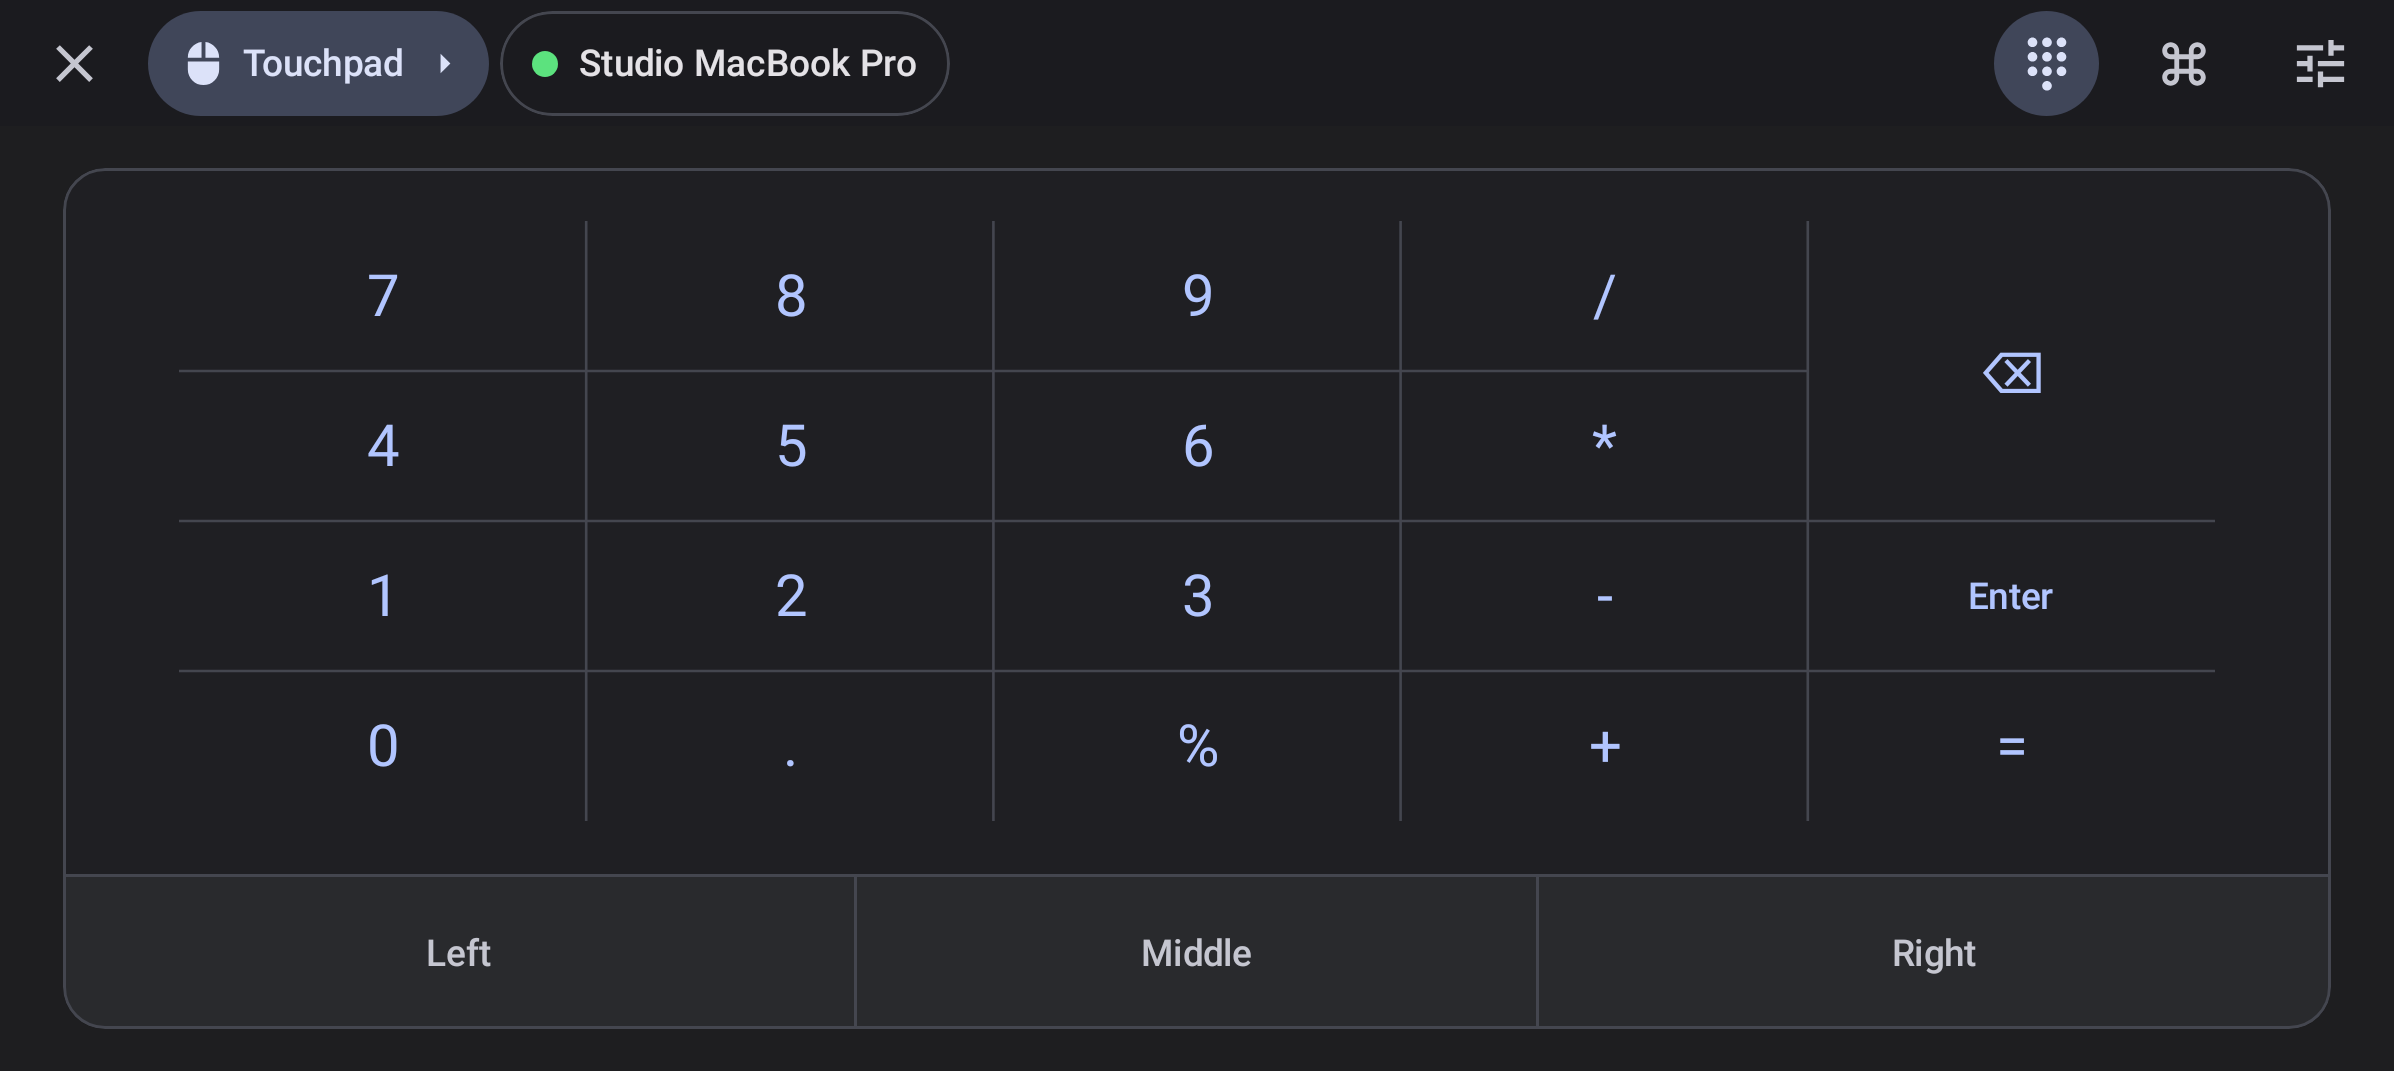 Touchpad
Studio MacBook Pro
7 8 9 /
4 5 6 *
1 2 3 - Enter
0 . % + =
Left Middle Right